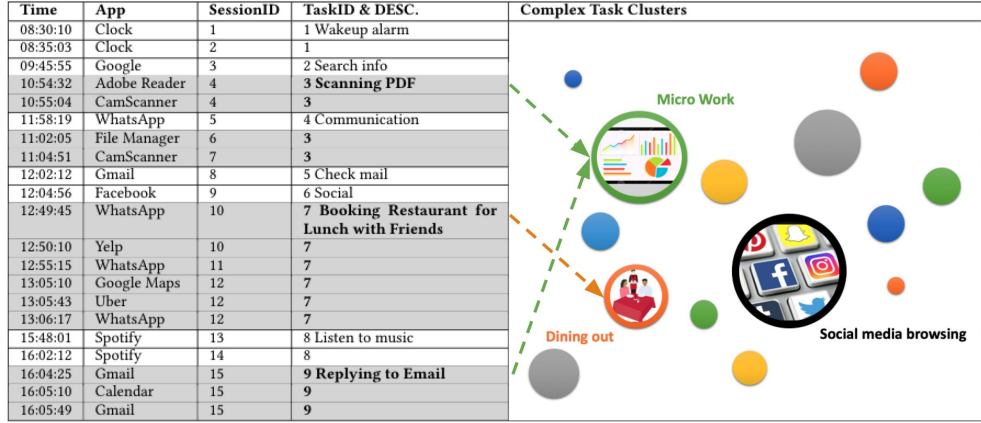 Time App SessionID TaskID & DESC. Complex Task Clusters
08:30:10 Clock 1 1 Wakeup alarm
08:35:03 Clock 2 1
09:45:55 Google 3 2 Search info
10:54:32 Adobe Reader 4 3 Scanning PDF
10:55:04 CamScanner 4 3
11:58:19 WhatsApp 5 4 Communication
11:02:05 File Manager 6 3
11:04:51 CamScanner 7 3
12:02:12 Gmail 8 5 Check mail
12:04:56 Facebook 9 6 Social
12:49:45 WhatsApp 10 7 Booking Restaurant for
Lunch with Friends
12:50:10 Yelp 10 7
12:55:15 WhatsApp 11 7
13:05:10 Google Maps 12 7
13:05:43 Uber 12 7
13:06:17 WhatsApp 12 7
15:48:01 Spotify 13 8 Listen to music
16:02:12 Spotify 14 8
16:04:25 Gmail 15 9 Replying to Email
16:05:10 Calendar 15 9
16:05:49 Gmail 15 9
Micro Work
Dining out
Social media browsing